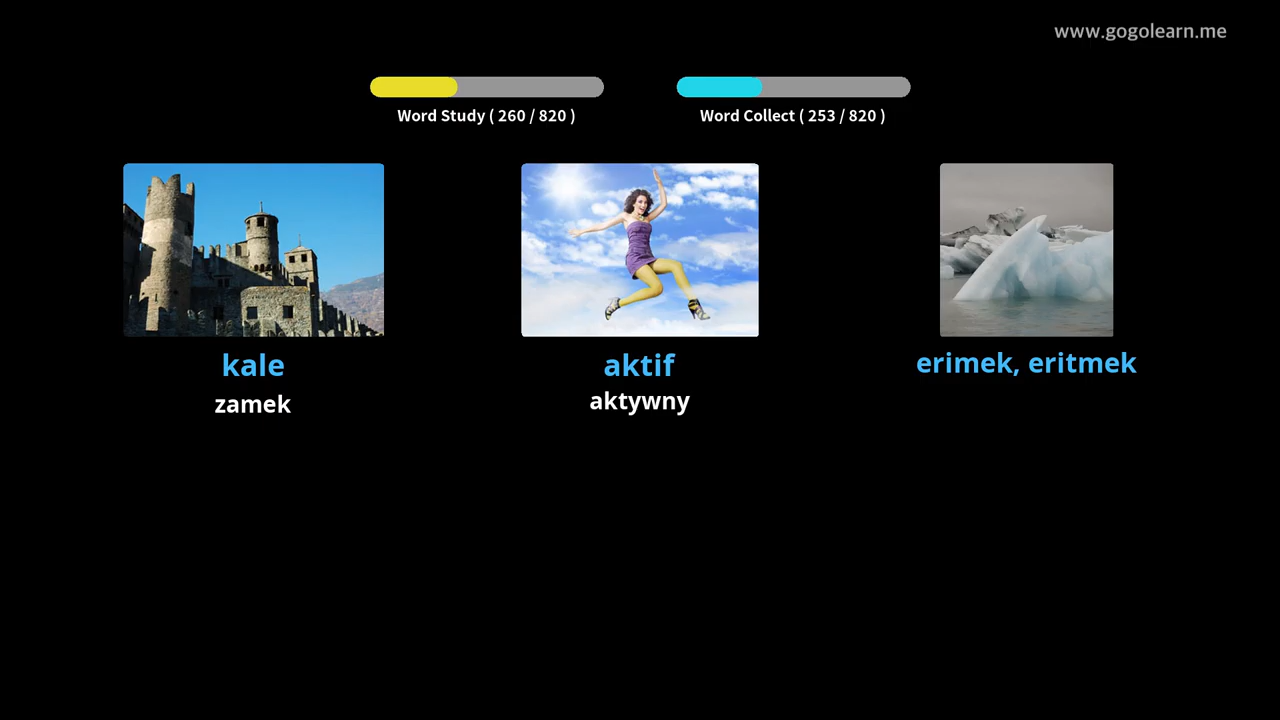 www.gogolearn.me
Word Study ( 260 / 820 )
Word Collect ( 253 / 820 )
kale
zamek
aktif
aktywny
erimek, eritmek